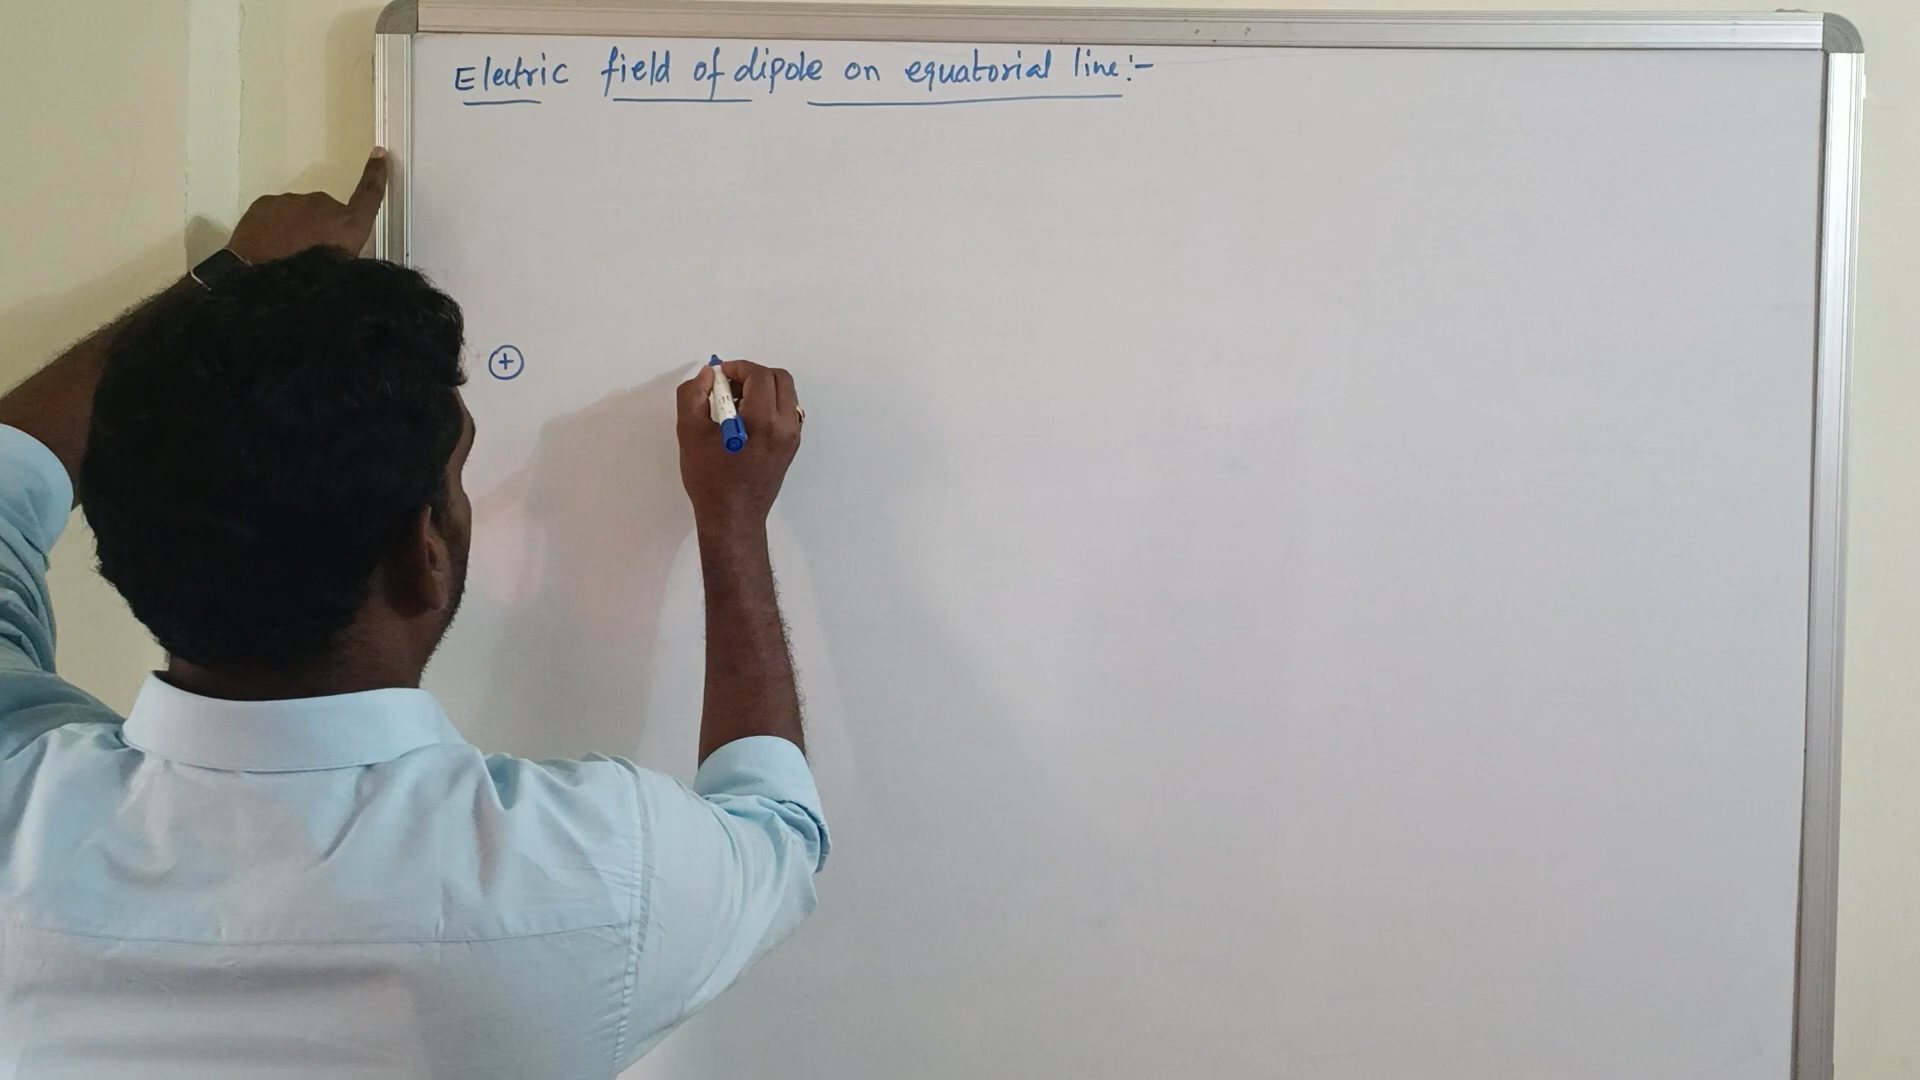 Electric field of dipole on equatorial line:-
+